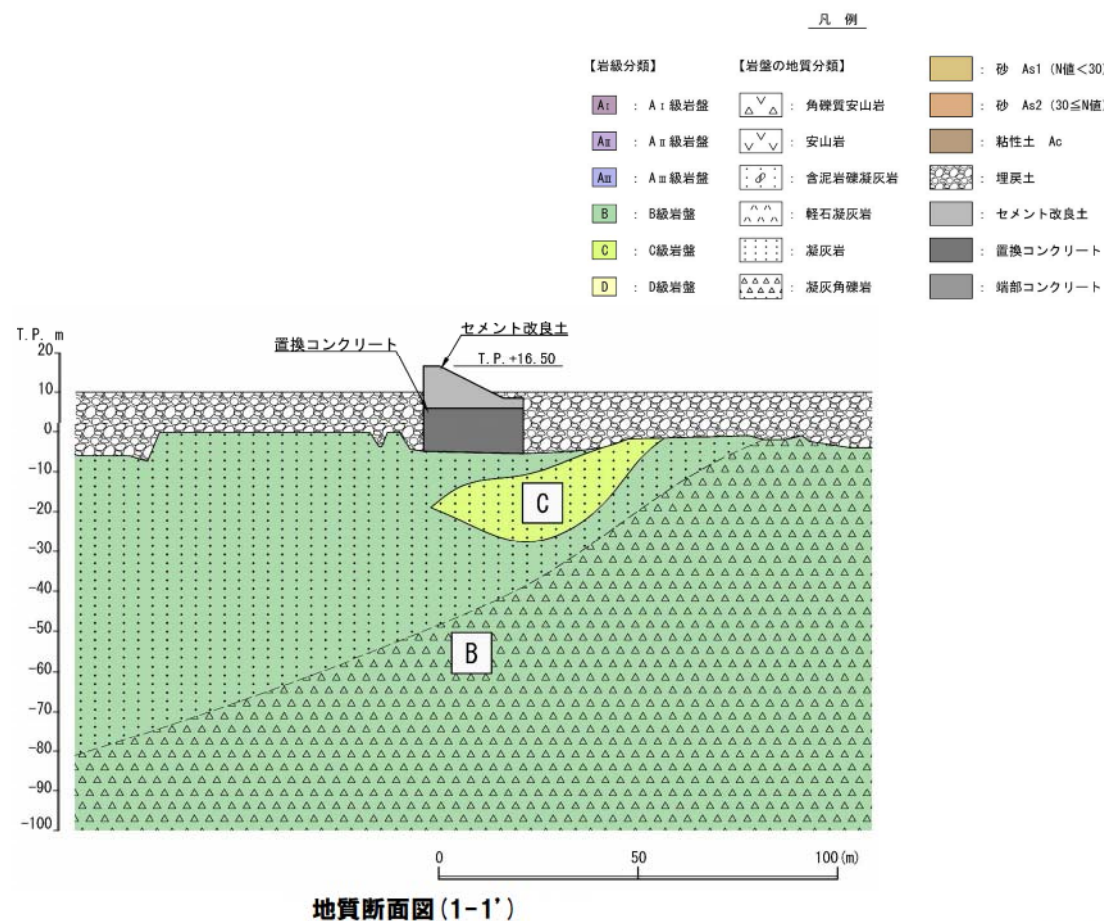 凡 例
【岩級分類】
AⅠ : AⅠ級岩盤
AⅡ : AⅡ級岩盤
AⅢ : AⅢ級岩盤
B : B級岩盤
C : C級岩盤
D : D級岩盤
【岩盤の地質分類】
: 角礫質安山岩
: 安山岩
: 含泥岩礫凝灰岩
: 軽石凝灰岩
: 凝灰岩
: 凝灰角礫岩
: 砂 As1 (N値<30)
: 砂 As2 (30≦N値)
: 粘性土 Ac
: 埋戻土
: セメント改良土
: 置換コンクリート
: 端部コンクリート
T.P. m
20
10
0
-10
-20
-30
-40
-50
-60
-70
-80
-90
-100
セメント改良土
置換コンクリート
T.P.+16.50
C
B
0 50 100(m)
地質断面図(1-1')